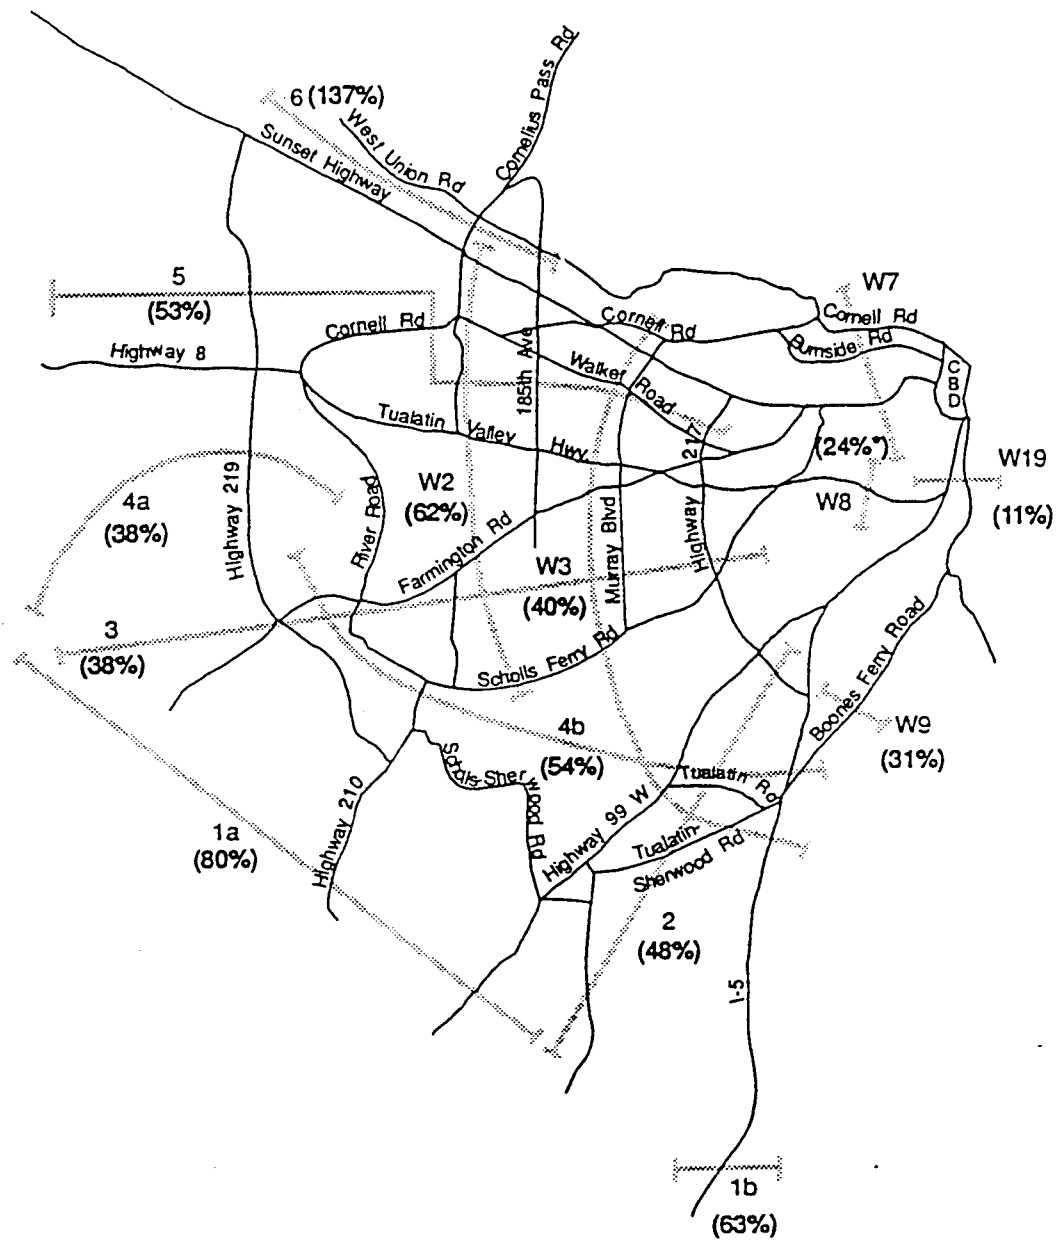 Cornelius Pass Rd
6 (137%)
West Union Rd
Sunset Highway
5
(53%)
W7
Cornell Rd
Cornell Rd
Cornell Rd
Burnside Rd
Highway 8
185th Ave
Walker Road
CBD
Tualatin Valley Hwy
217
(24%*)
W19
(11%)
W8
4a
(38%)
Highway 219
River Road
W2
(62%)
Farmington Rd
W3
(40%)
Murray Blvd
Highway
3
(38%)
Scholls Ferry Rd
Boones Ferry Road
W9
(31%)
4b
(54%)
Scholls-Sherwood Rd
Tualatin Rd
Highway 210
1a
(80%)
Highway 99 W
Tualatin-
Sherwood Rd
2
(48%)
I-5
1b
(63%)